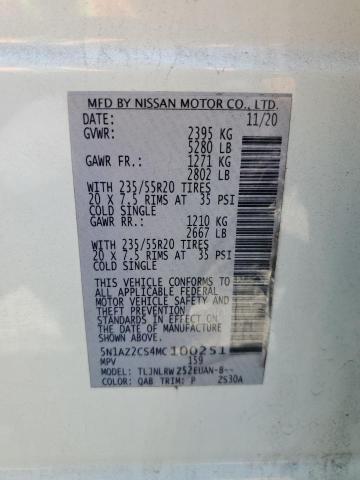 MFD BY NISSAN MOTOR CO., LTD.
DATE: 11/20
GVWR: 2395 KG
5280 LB
GAWR FR.: 1271 KG
2802 LB
WITH 235/55R20 TIRES
20 X 7.5 RIMS AT 35 PSI
COLD SINGLE
GAWR RR.: 1210 KG
2667 LB
WITH 235/55R20 TIRES
20 X 7.5 RIMS AT 35 PSI
COLD SINGLE
THIS VEHICLE CONFORMS TO
ALL APPLICABLE FEDERAL
MOTOR VEHICLE SAFETY AND
THEFT PREVENTION
STANDARDS IN EFFECT ON
THE DATE OF MANUFACTURE
SHOWN ABOVE.
5N1AZ2CS4MC100251
MPV 159
TLJNLRWZ52EUAN-B--
COLOR: QAB TRIM: P 2S30A